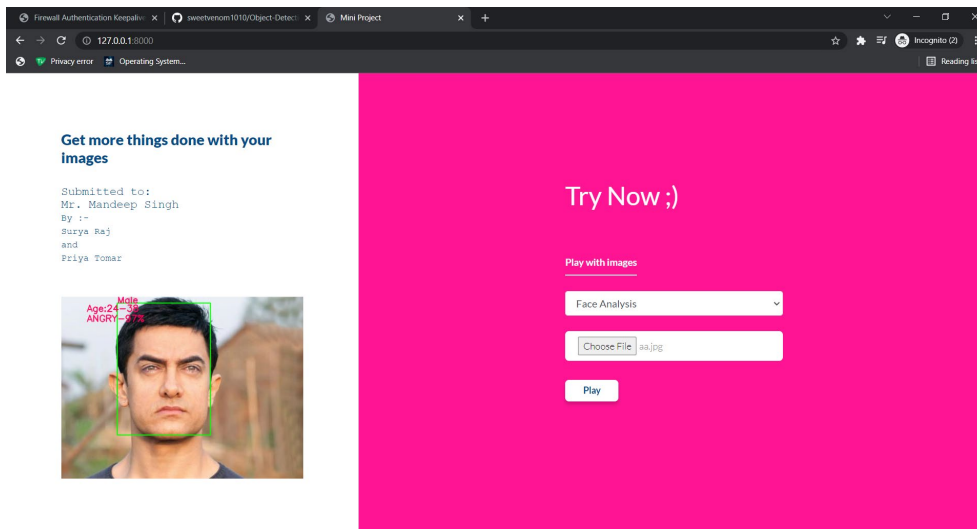 Firewall Authentication Keepalive
sweetvenom1010/Object-Detecti
Mini Project
127.0.0.1:8000
Incognito (2)
Privacy error
Operating System...
Reading lis
Get more things done with your
images
Submitted to:
Mr. Mandeep Singh
By :-
Surya Raj
and
Priya Tomar
Male
Age:24-38
ANGRY-97%
Try Now ;)
Play with images
Face Analysis
Choose File aa.jpg
Play